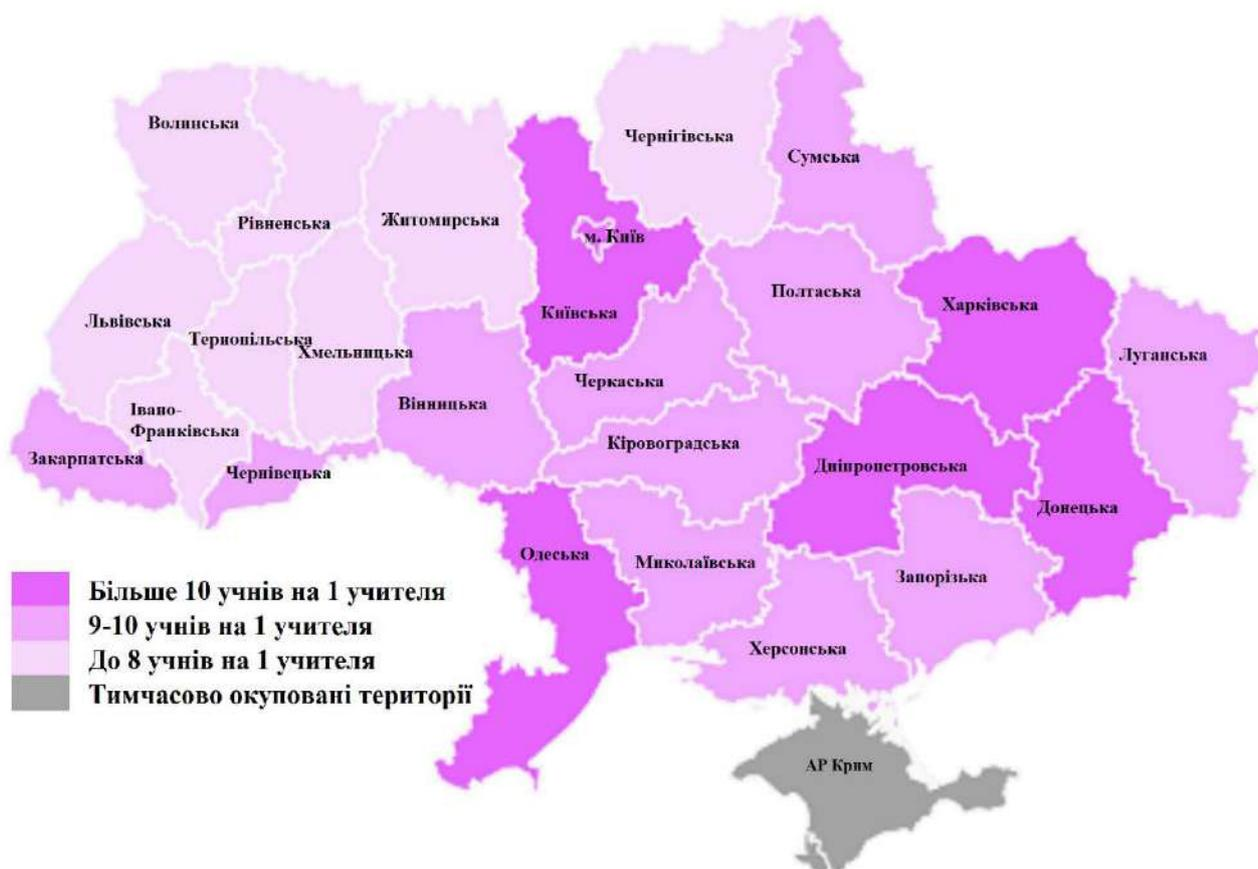 Волинська
Рівненська
Житомирська
Чернігівська
Сумська
м. Київ
Київська
Львівська
Тернопільська
Хмельницька
Полтаська
Харківська
Луганська
Черкаська
Вінницька
Івано-
Франківська
Закарпатська
Чернівецька
Кіровоградська
Дніпропетровська
Донецька
Одеська
Миколаївська
Запорізька
Херсонська
АР Крим
Більше 10 учнів на 1 учителя
9-10 учнів на 1 учителя
До 8 учнів на 1 учителя
Тимчасово окуповані території